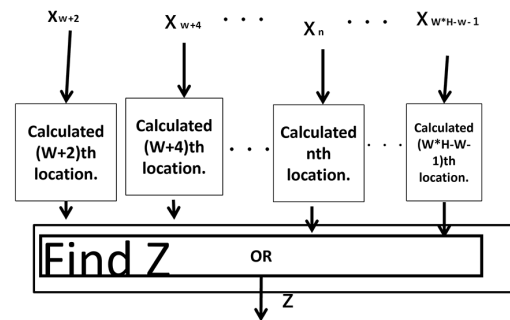 X w+2 X w+4 . . . X n . . . X W*H-w-1
Calculated
(W+2)th
location.
Calculated
(W+4)th
location.
. . .
Calculated
nth
location.
. . . .
Calculated
(W*H-W-
1)th
location.
Find Z
OR
Z